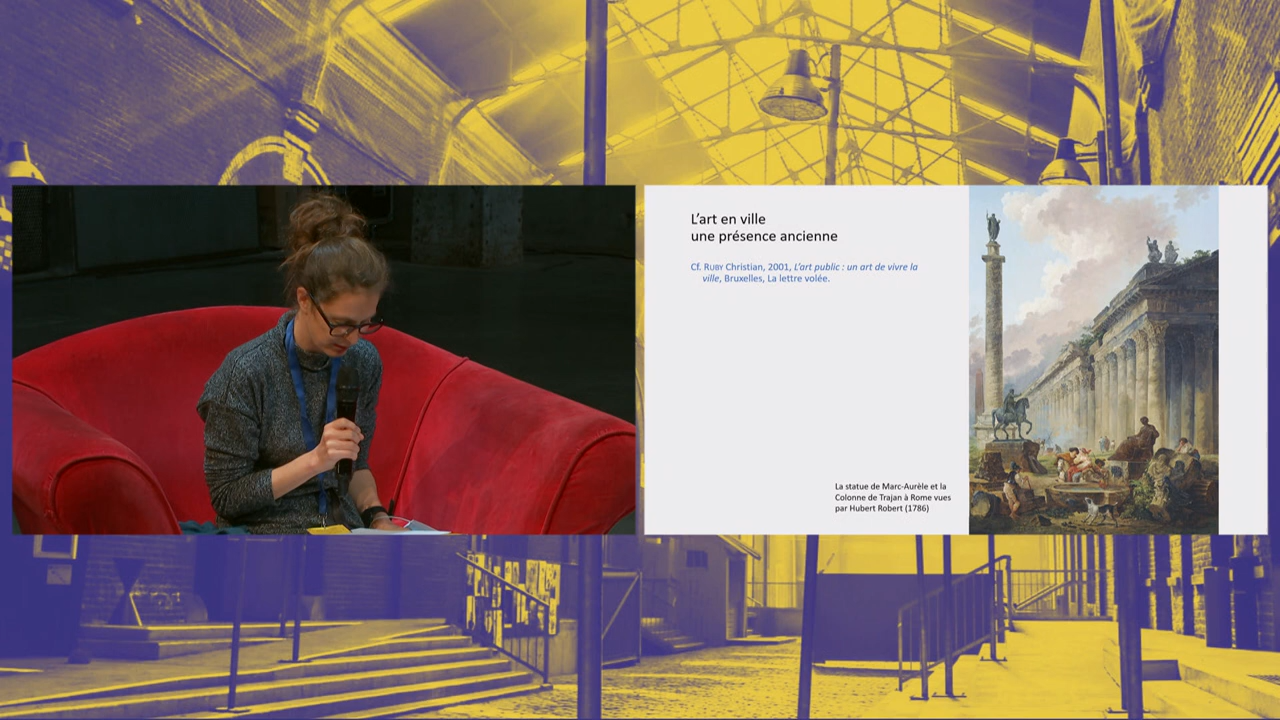 L'art en ville
une présence ancienne
Cf. RUBY Christian, 2001, L'art public : un art de vivre la
ville, Bruxelles, La lettre volée.
La statue de Marc-Aurèle et la
Colonne de Trajan à Rome vues
par Hubert Robert (1786)